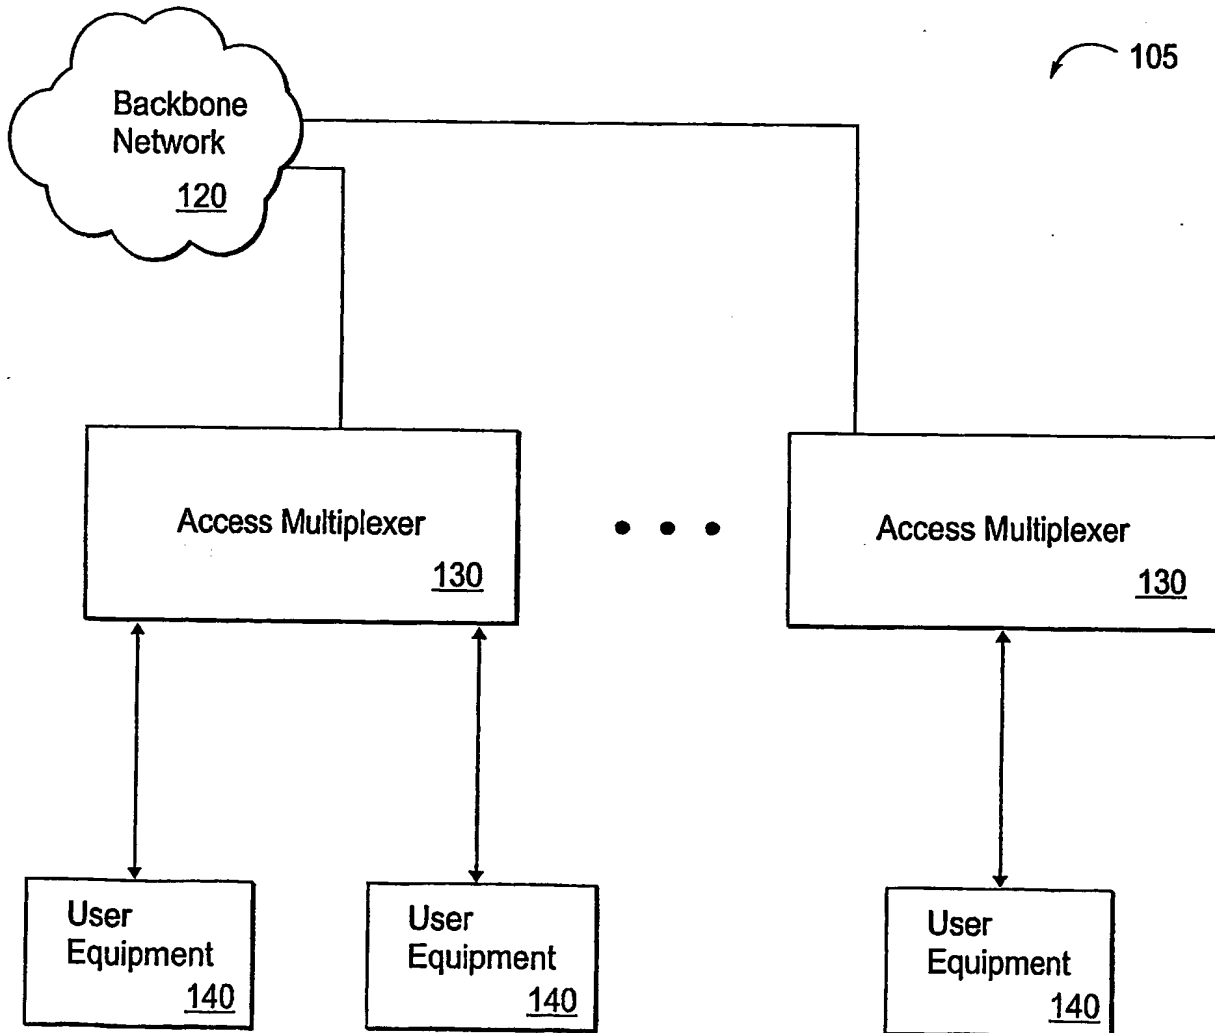 105
Backbone
Network
120
Access Multiplexer
130
Access Multiplexer
130
User
Equipment
140
User
Equipment
140
User
Equipment
140